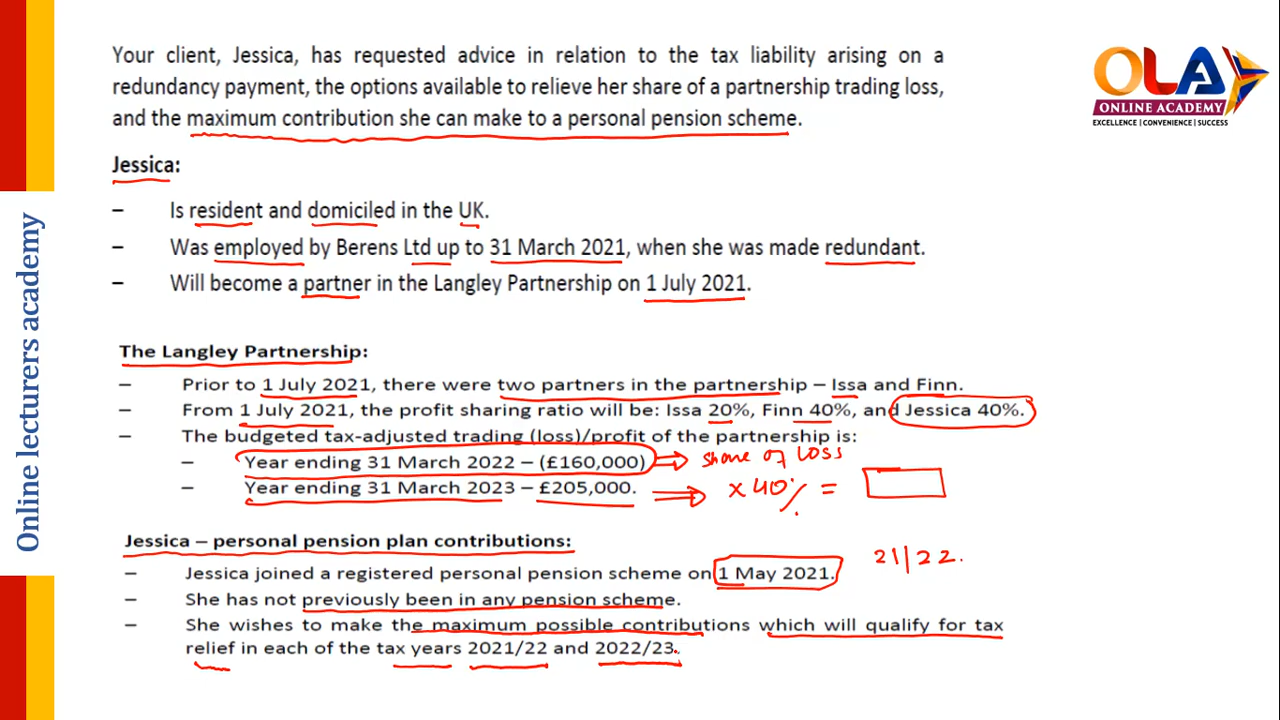 Your client, Jessica, has requested advice in relation to the tax liability arising on a
redundancy payment, the options available to relieve her share of a partnership trading loss,
and the maximum contribution she can make to a personal pension scheme.
OLA
ONLINE ACADEMY
EXCELLENCE | CONVENIENCE | SUCCESS
Jessica:
– Is resident and domiciled in the UK.
– Was employed by Berens Ltd up to 31 March 2021, when she was made redundant.
– Will become a partner in the Langley Partnership on 1 July 2021.
Online lecturers academy
The Langley Partnership:
– Prior to 1 July 2021, there were two partners in the partnership – Issa and Finn.
– From 1 July 2021, the profit sharing ratio will be: Issa 20%, Finn 40%, and Jessica 40%.
– The budgeted tax-adjusted trading (loss)/profit of the partnership is:
– Year ending 31 March 2022 – (£160,000) share of loss
– Year ending 31 March 2023 – £205,000. x 40% =
Jessica – personal pension plan contributions:
– Jessica joined a registered personal pension scheme on 1 May 2021. 21/22.
– She has not previously been in any pension scheme.
– She wishes to make the maximum possible contributions which will qualify for tax
relief in each of the tax years 2021/22 and 2022/23.